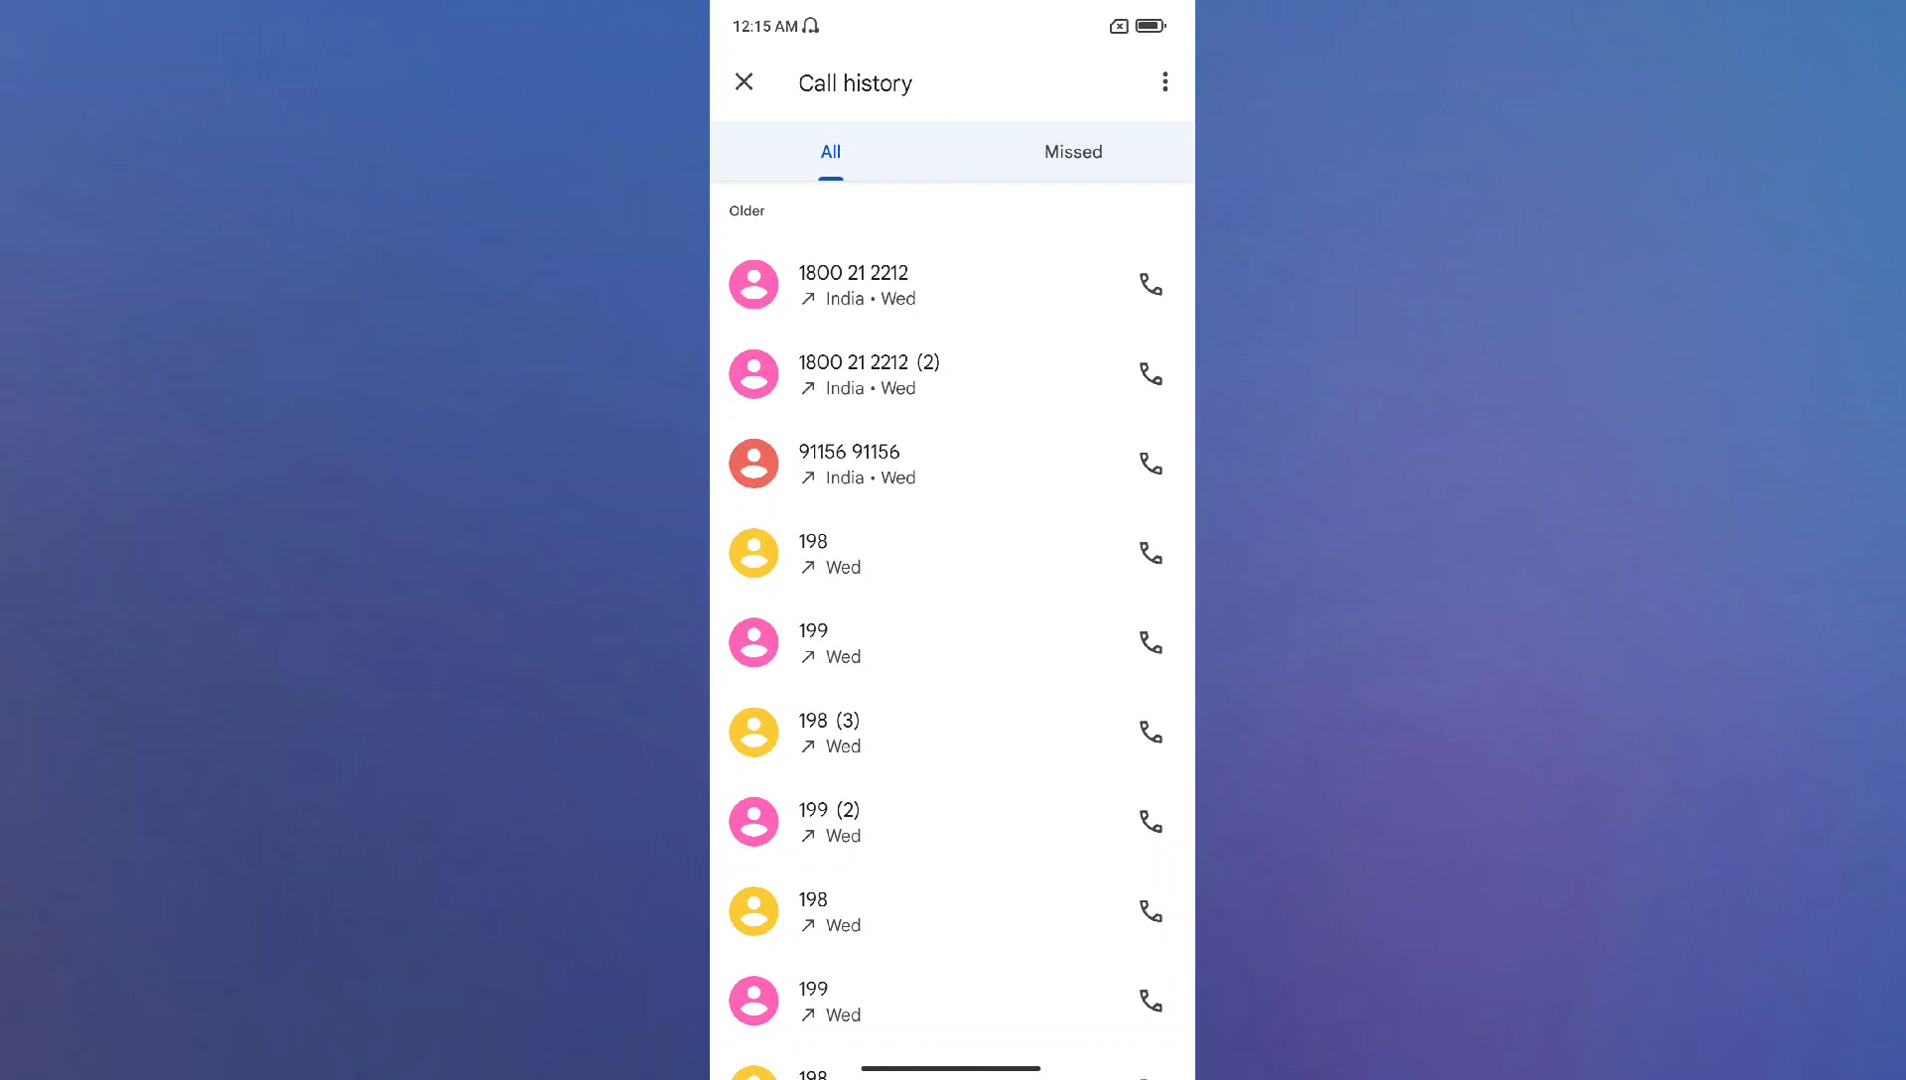 12:15 AM
Call history
All
Missed
Older
1800 21 2212
India • Wed
1800 21 2212 (2)
India • Wed
91156 91156
India • Wed
198
Wed
199
Wed
198 (3)
Wed
199 (2)
Wed
198
Wed
199
Wed
198